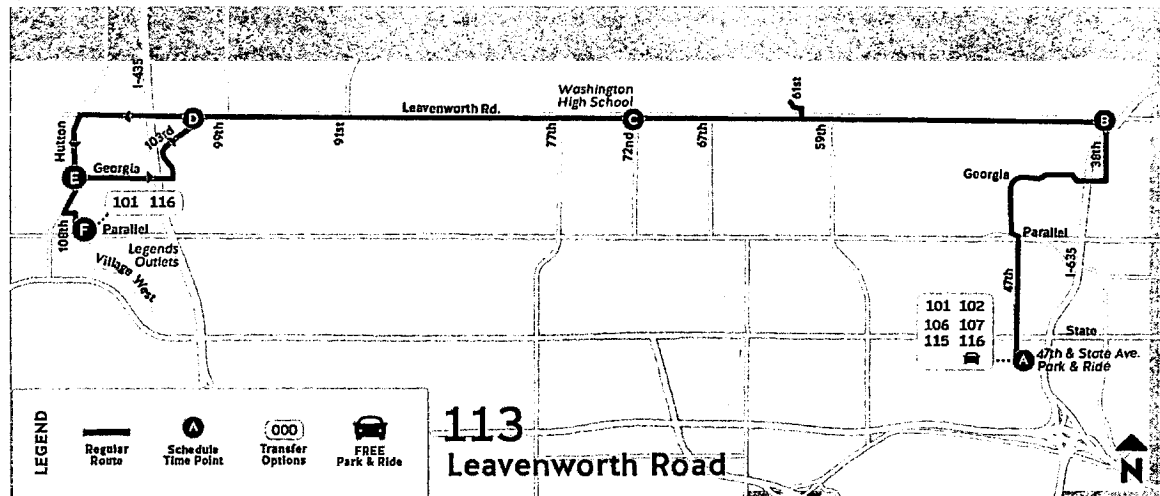 I-435
Washington
High School
61st
Leavenworth Rd.
D
C
B
Hutton
103rd
99th
91st
77th
72nd
67th
59th
38th
E
Georgia
Georgia
101 116
F
Parallel
108th
Legends
Outlets
Village West
Parallel
I-635
47th
101 102
106 107
115 116
State
A
47th & State Ave.
Park & Ride
LEGEND
Regular
Route
A
Schedule
Time Point
000
Transfer
Options
FREE
Park & Ride
113
Leavenworth Road
N